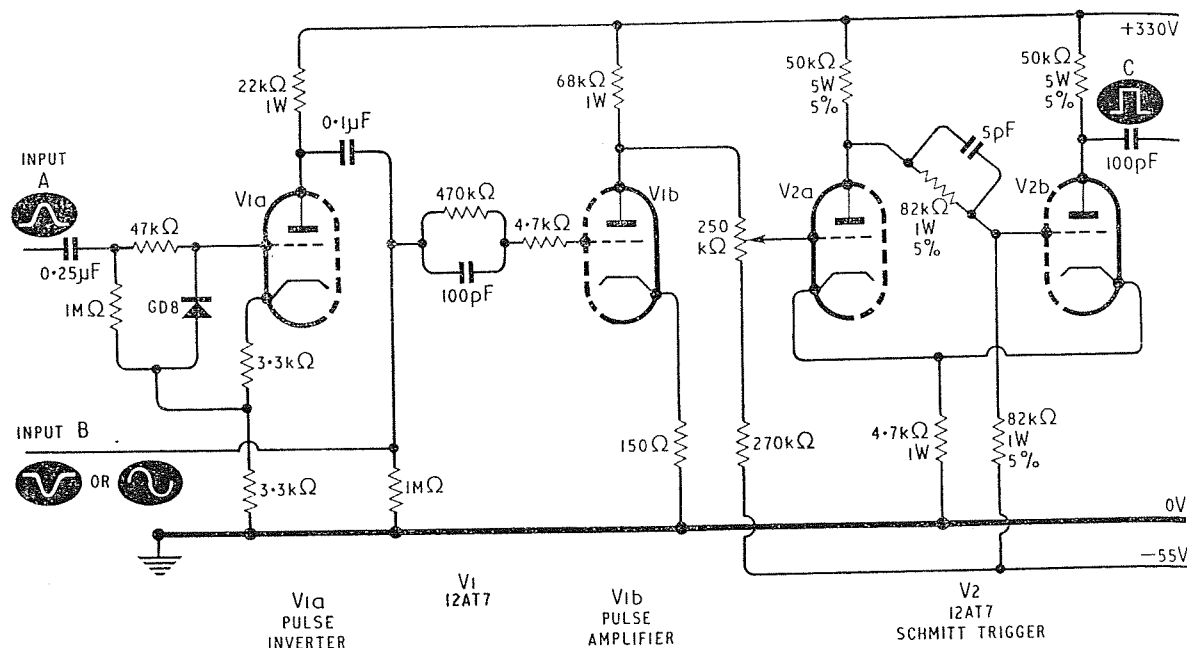 +330V
22kΩ
1W
68kΩ
50kΩ
5W
5%
50kΩ
5W
5%
C
0·1µF
5pF
100pF
INPUT
A
V1a
47kΩ
470kΩ
4·7kΩ
V1b
V2a
V2b
250
kΩ
82kΩ
1W
5%
0·25µF
1MΩ
GD8
100pF
3·3kΩ
INPUT B
OR
3·3kΩ
1MΩ
150Ω
270kΩ
4·7kΩ
1W
82kΩ
1W
5%
0V
—55V
V1
12AT7
V1a
PULSE
INVERTER
V1b
PULSE
AMPLIFIER
V2
12AT7
SCHMITT TRIGGER